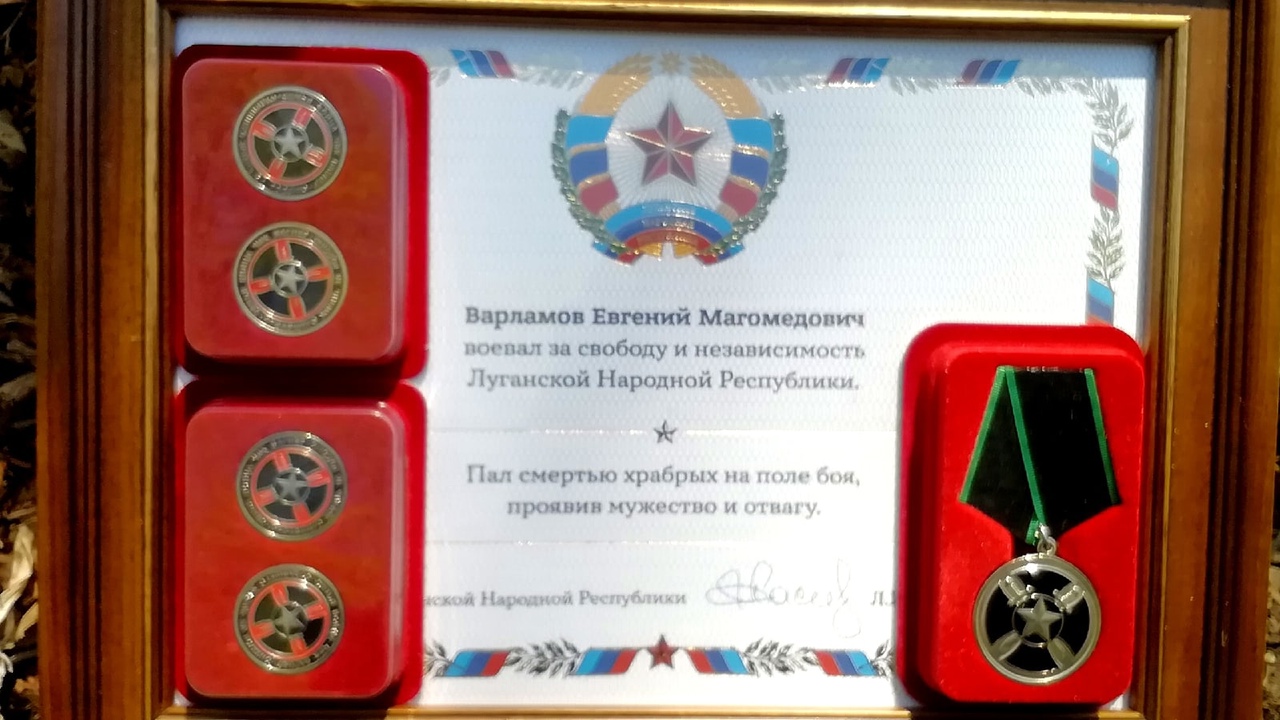 Варламов Евгений Магомедович
воевал за свободу и независимость
Луганской Народной Республики.
Пал смертью храбрых на поле боя,
проявив мужество и отвагу.
Народной Республики